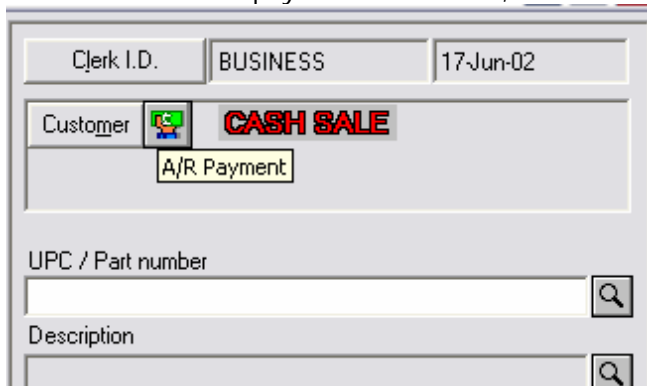 Clerk I.D. BUSINESS 17-Jun-02
Customer CASH SALE
A/R Payment
UPC / Part number
Description